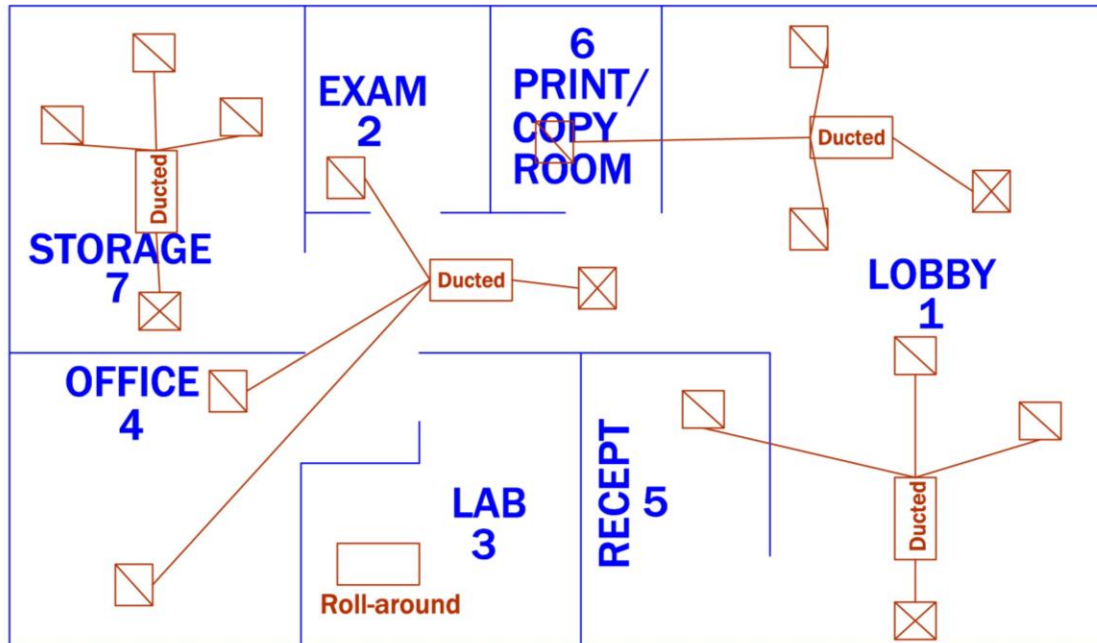 EXAM
2
6
PRINT/
COPY
ROOM
Ducted
Ducted
STORAGE
7
Ducted
LOBBY
1
OFFICE
4
RECEPT
5
LAB
3
Ducted
Roll-around